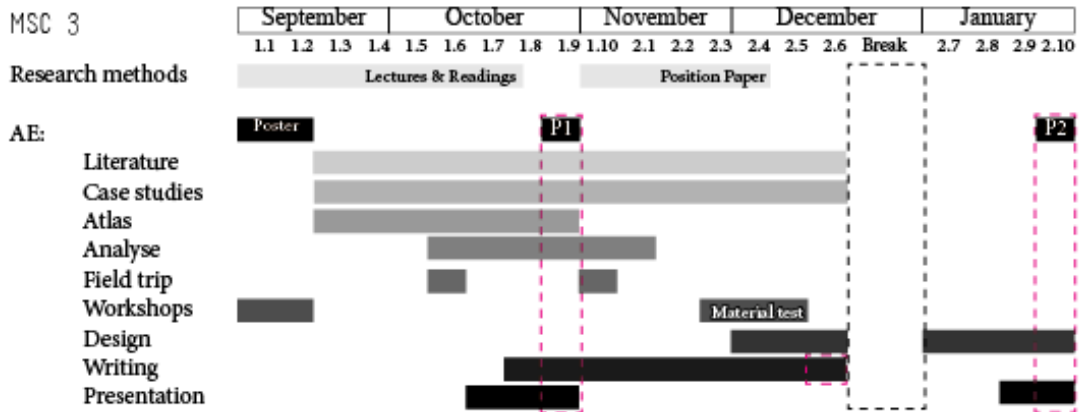 MSC 3
September October November December January
1.1 1.2 1.3 1.4 1.5 1.6 1.7 1.8 1.9 1.10 2.1 2.2 2.3 2.4 2.5 2.6 Break 2.7 2.8 2.9 2.10
Research methods Lectures & Readings Position Paper
AE: Poster P1 P2
Literature
Case studies
Atlas
Analyse
Field trip
Workshops Material test
Design
Writing
Presentation